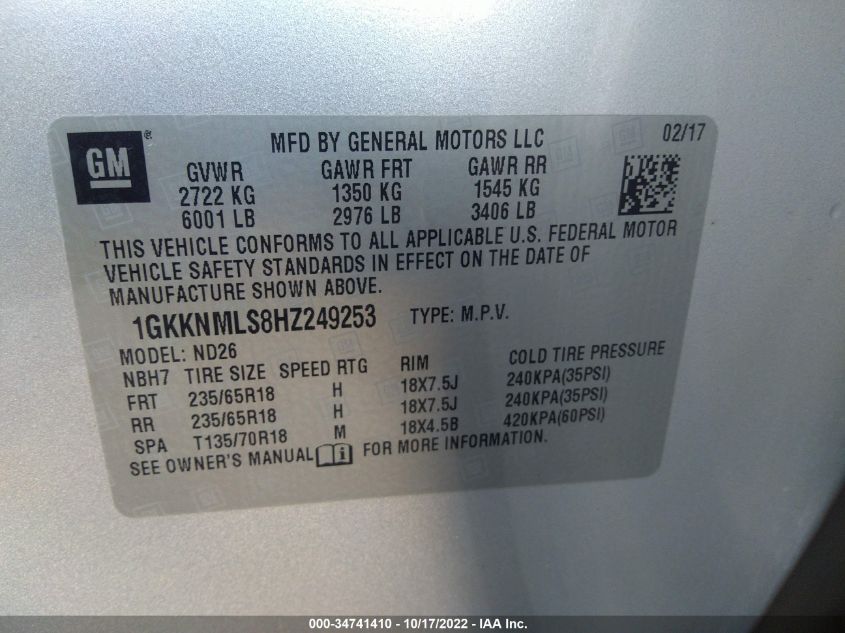 GM ® MFD BY GENERAL MOTORS LLC 02/17
GVWR GAWR FRT GAWR RR
2722 KG 1350 KG 1545 KG
6001 LB 2976 LB 3406 LB
THIS VEHICLE CONFORMS TO ALL APPLICABLE U.S. FEDERAL MOTOR
VEHICLE SAFETY STANDARDS IN EFFECT ON THE DATE OF
MANUFACTURE SHOWN ABOVE.
1GKKNMLS8HZ249253 TYPE: M.P.V.
MODEL: ND26
NBH7 TIRE SIZE SPEED RTG RIM COLD TIRE PRESSURE
FRT 235/65R18 H 18X7.5J 240KPA(35PSI)
RR 235/65R18 H 18X7.5J 240KPA(35PSI)
SPA T135/70R18 M 18X4.5B 420KPA(60PSI)
SEE OWNER'S MANUAL i FOR MORE INFORMATION.
000-34741410 - 10/17/2022 - IAA Inc.